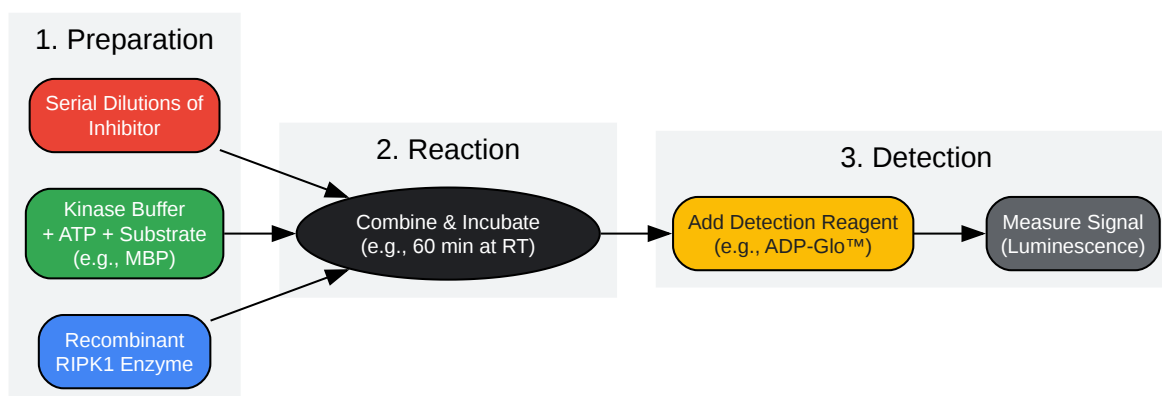 1. Preparation
Serial Dilutions of
Inhibitor
Kinase Buffer
+ ATP + Substrate
(e.g., MBP)
Recombinant
RIPK1 Enzyme
2. Reaction
Combine & Incubate
(e.g., 60 min at RT)
3. Detection
Add Detection Reagent
(e.g., ADP-Glo™)
Measure Signal
(Luminescence)